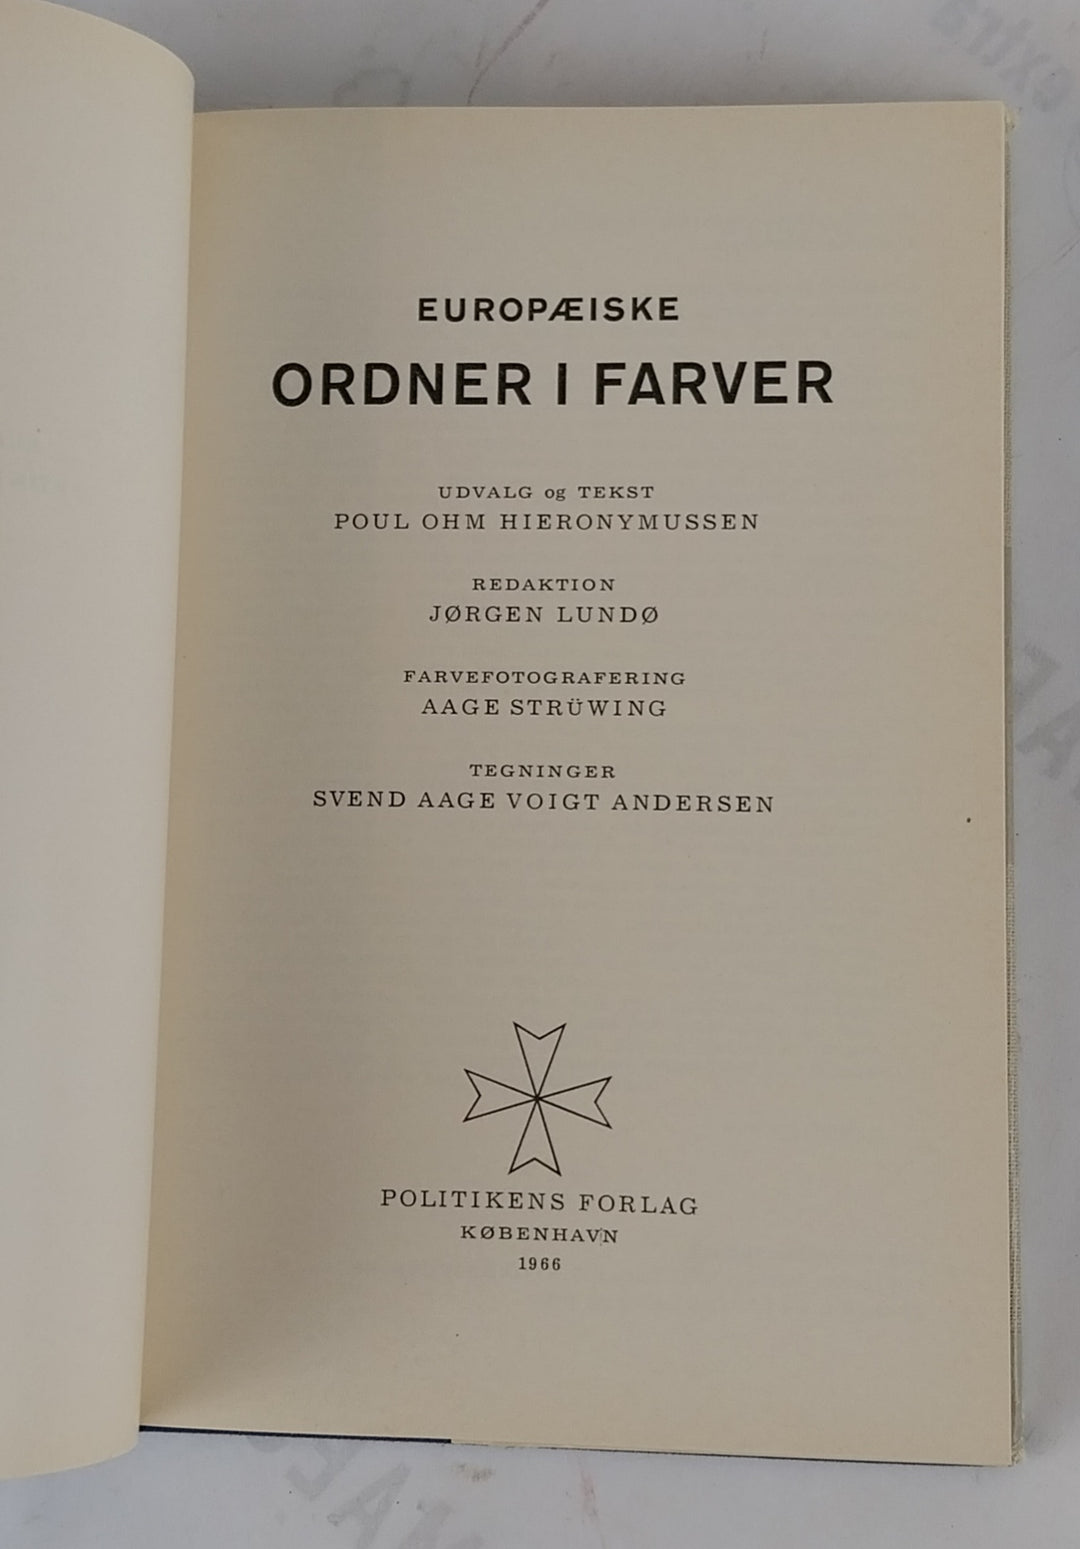 EUROPÆISKE
ORDNER I FARVER
UDVALG og TEKST
POUL OHM HIERONYMUSSEN
REDAKTION
JØRGEN LUNDØ
FARVEFOTOGRAFERING
AAGE STRÜWING
TEGNINGER
SVEND AAGE VOIGT ANDERSEN
POLITIKENS FORLAG
KØBENHAVN
1966